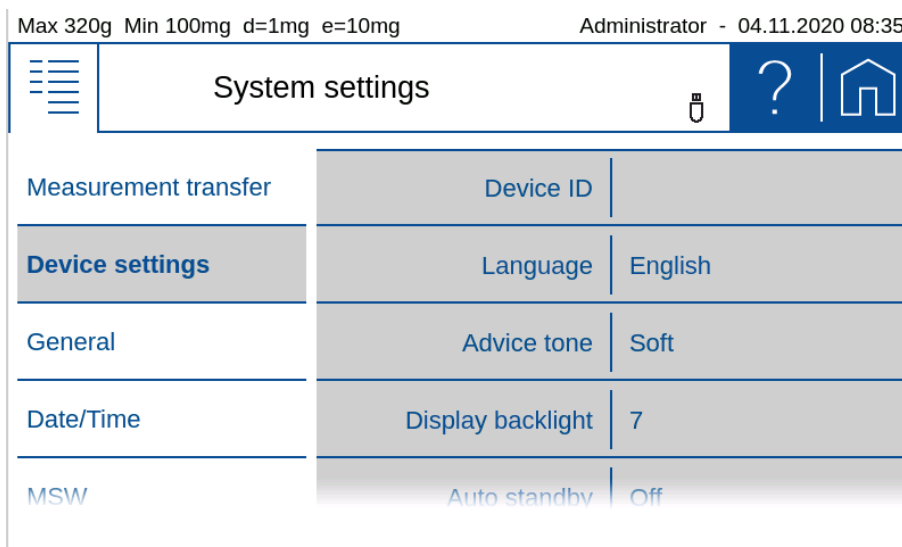 Max 320g Min 100mg d=1mg e=10mg Administrator - 04.11.2020 08:35
System settings ?
Measurement transfer
Device settings
General
Date/Time
MSW
Device ID
Language English
Advice tone Soft
Display backlight 7
Auto standby Off